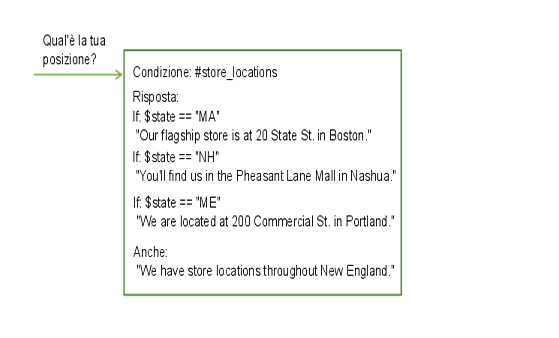 Qual'è la tua
posizione?
Condizione: #store_locations
Risposta:
If: $state == "MA"
"Our flagship store is at 20 State St. in Boston."
If: $state == "NH"
"You'll find us in the Pheasant Lane Mall in Nashua."
If: $state == "ME"
"We are located at 200 Commercial St. in Portland."
Anche:
"We have store locations throughout New England."